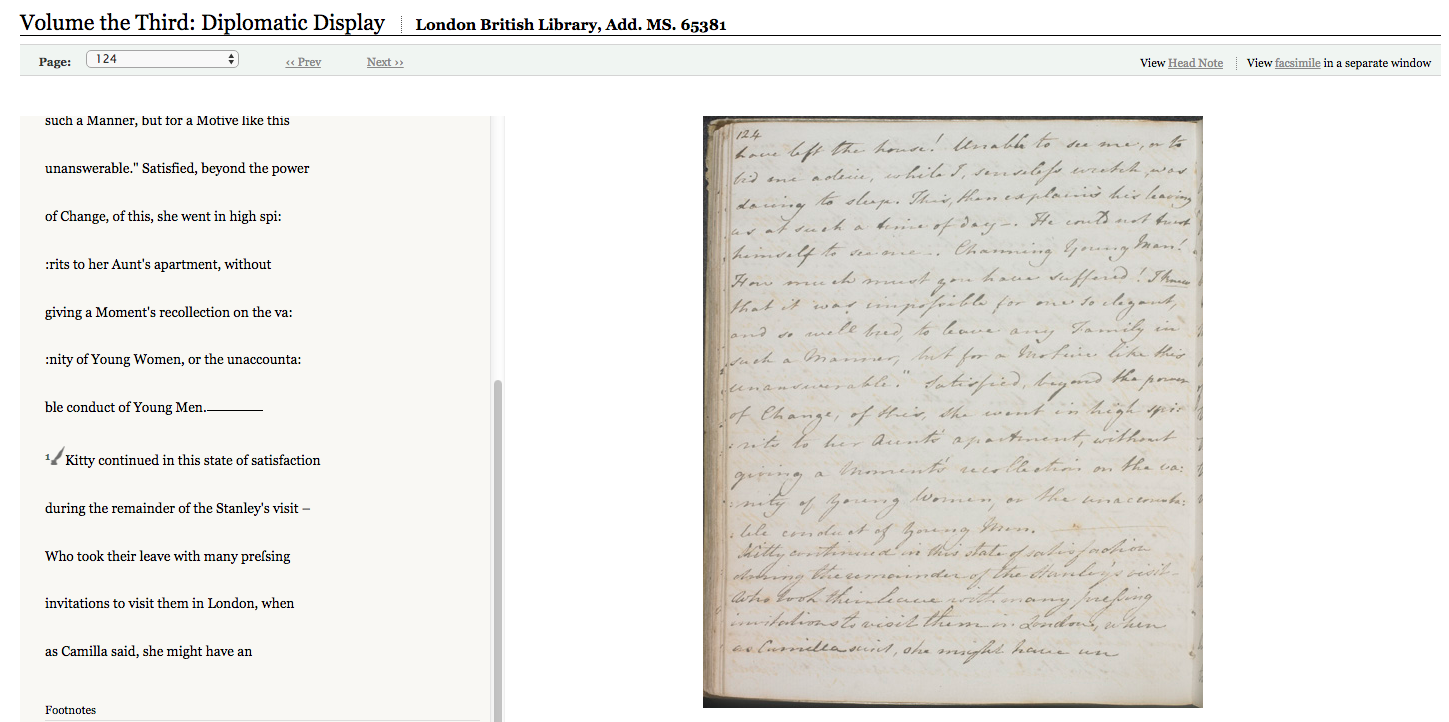 Volume the Third: Diplomatic Display
London British Library, Add. MS. 65381
Page: 124 ‹‹ Prev Next ›› View Head Note View facsimile in a separate window
such a Manner, but for a Motive like this
unanswerable." Satisfied, beyond the power
of Change, of this, she went in high spi:
:rits to her Aunt's apartment, without
giving a Moment's recollection on the va:
:nity of Young Women, or the unaccounta:
ble conduct of Young Men.
1 Kitty continued in this state of satisfaction
during the remainder of the Stanley's visit –
Who took their leave with many preſsing
invitations to visit them in London, when
as Camilla said, she might have an
Footnotes
124
have left the house! Unable to see me, or to
bid me adeiu, while I, senseleſs wretch, was
daring to sleep. This, then explains his leaving
us at such a time of day –. He could not trust
himself to see me –. Charming Young Man!
How much must you have suffered! I knew
that it was impoſsible for one so elegant,
and so well bred, to leave any Family in
such a Manner, but for a Motive like this
unanswerable." Satisfied, beyond the power
of Change, of this, she went in high spi:
:rits to her Aunt's apartment, without
giving a Moment's recollection on the va:
:nity of Young Women, or the unaccounta:
:ble conduct of Young Men.
Kitty continued in this state of satisfaction
during the remainder of the Stanley's visit –
Who took their leave with many preſsing
invitations to visit them in London, when
as Camilla said, she might have an